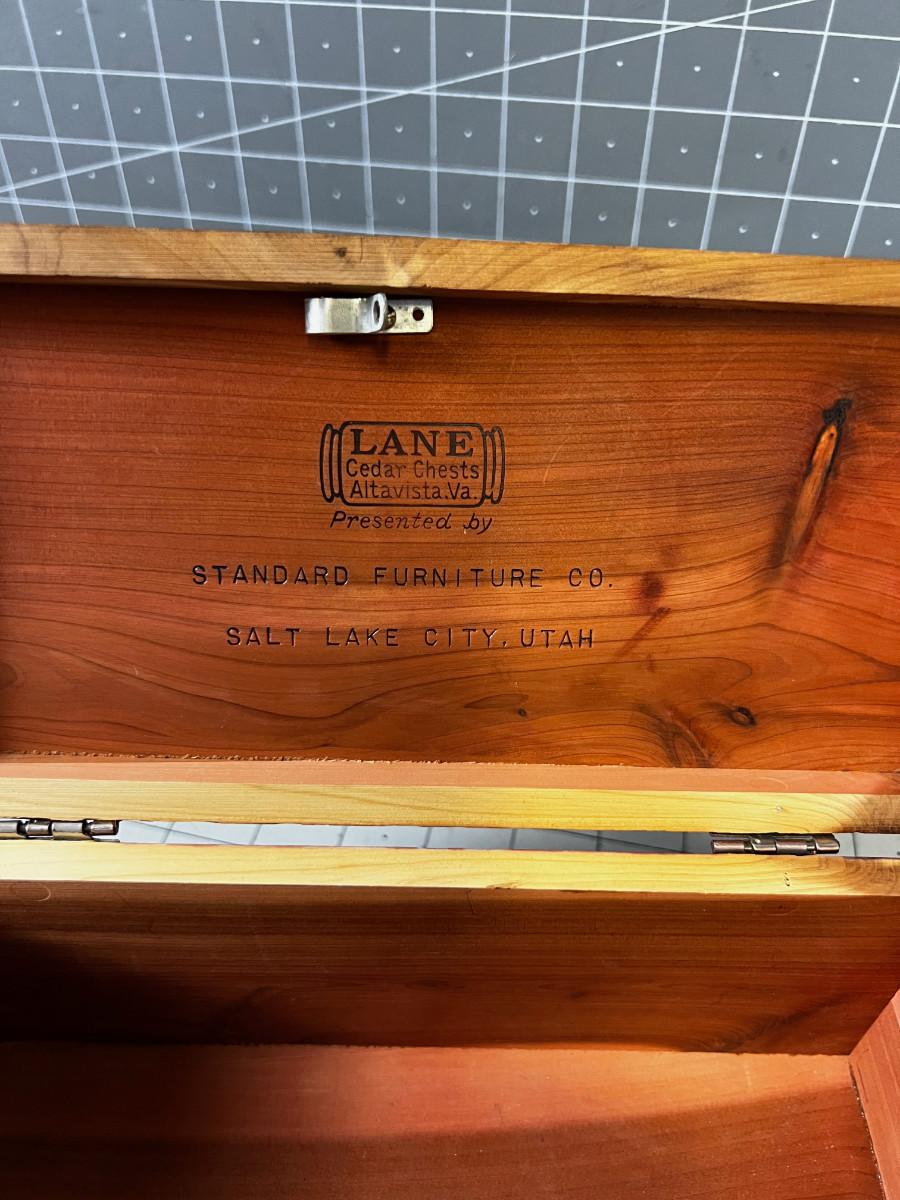 LANE
Cedar Chests
Altavista.Va.
Presented by
STANDARD FURNITURE CO.
SALT LAKE CITY, UTAH